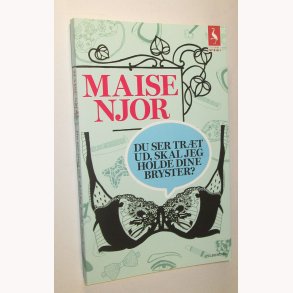 MAISE
NJOR
DU SER TRÆT
UD, SKAL JEG
HOLDE DINE
BRYSTER?